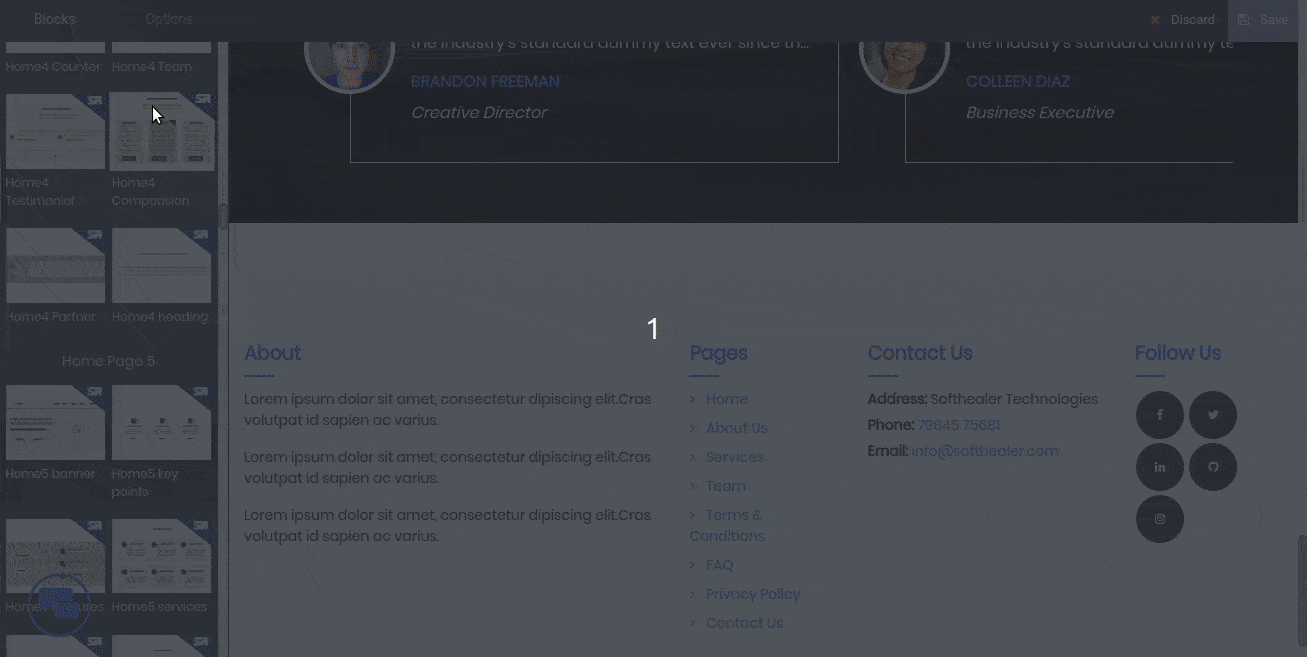 Blocks
Options
Discard
Save
Home4 Counter
Home4 Team
Home4 Testimonial
Home4 Comparision
Home4 Partner
Home4 heading
Home Page 5
Home5 banner
Home5 key points
Home5 services
the industry's standard dummy text ever since th...
BRANDON FREEMAN
Creative Director
the industry's standard dummy te
COLLEEN DIAZ
Business Executive
1
About
Lorem ipsum dolor sit amet, consectetur dipiscing elit.Cras
volutpat id sapien ac varius.
Lorem ipsum dolor sit amet, consectetur dipiscing elit.Cras
volutpat id sapien ac varius.
Lorem ipsum dolor sit amet, consectetur dipiscing elit.Cras
volutpat id sapien ac varius.
Pages
> Home
> About Us
> Services
> Team
> Terms &
Conditions
> FAQ
> Privacy Policy
> Contact Us
Contact Us
Address: Softhealer Technologies
Phone: 79845 75681
Email: info@softhealer.com
Follow Us